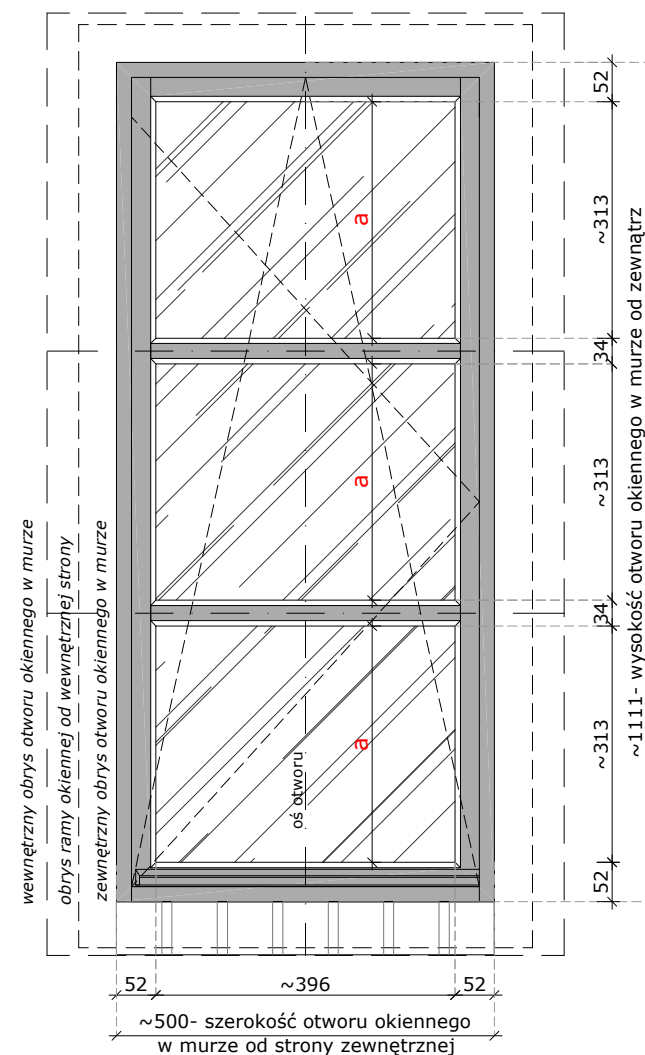 52
~313
34
~313
34
~313
52
~1111- wysokość otworu okiennego w murze od zewnątrz
a
a
a
oś otworu
wewnętrzny obrys otworu okiennego w murze
obrys ramy okiennej od wewnętrznej strony
zewnętrzny obrys otworu okiennego w murze
52
~396
52
~500- szerokość otworu okiennego
w murze od strony zewnętrznej